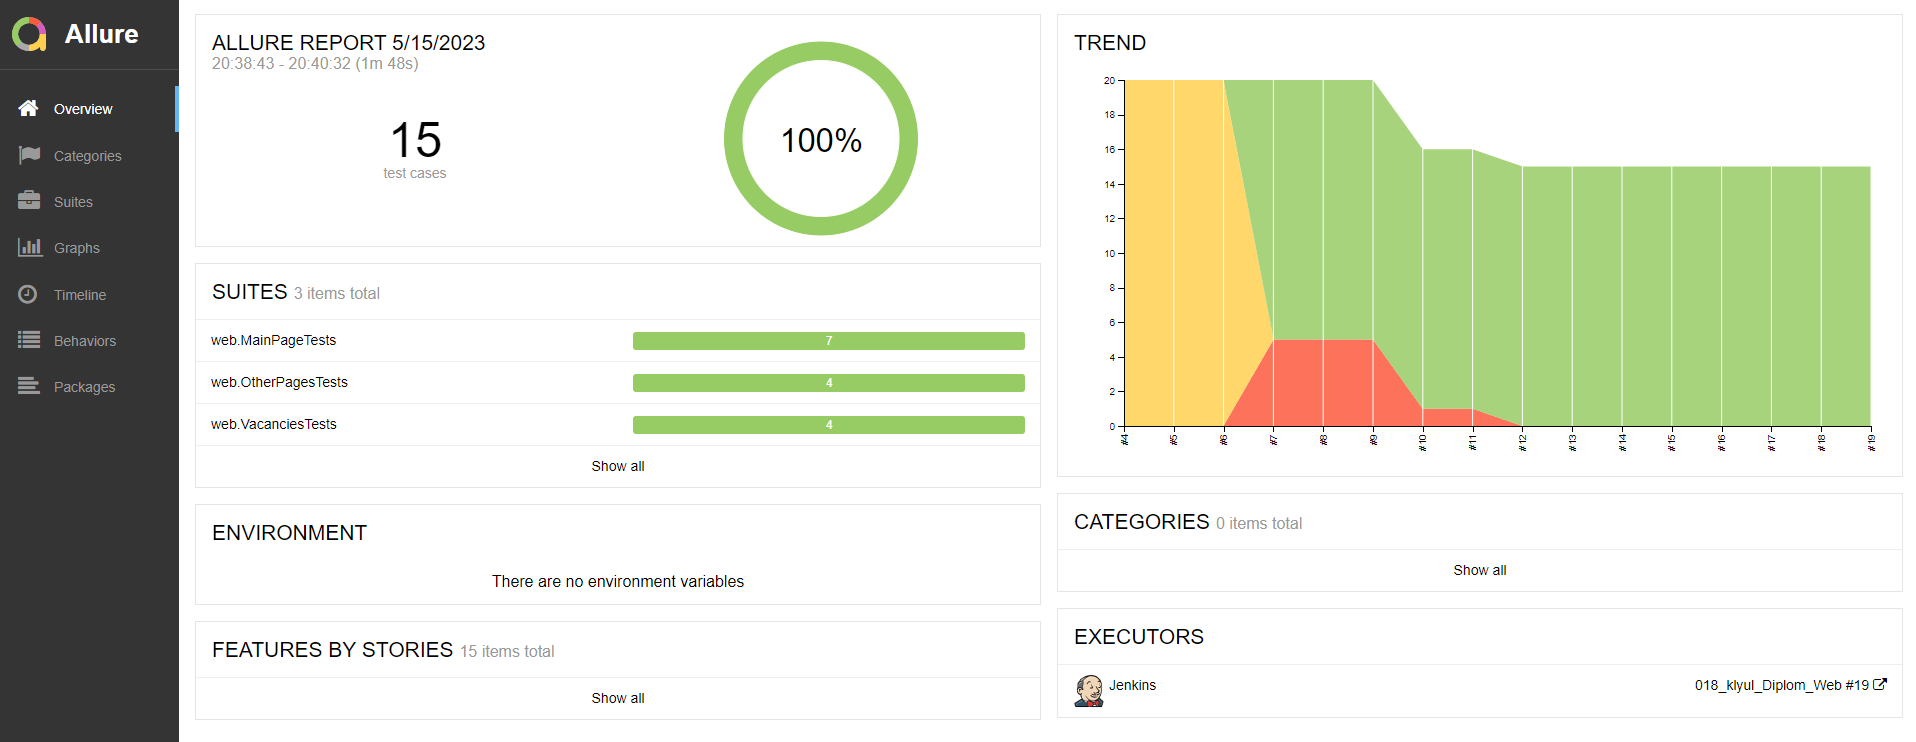 Allure
Overview
Categories
Suites
Graphs
Timeline
Behaviors
Packages
ALLURE REPORT 5/15/2023
20:38:43 - 20:40:32 (1m 48s)
15
test cases
100%
SUITES 3 items total
web.MainPageTests 7
web.OtherPagesTests 4
web.VacanciesTests 4
Show all
ENVIRONMENT
There are no environment variables
FEATURES BY STORIES 15 items total
Show all
TREND
20
18
16
14
12
10
8
6
4
2
0
#4 #5 #6 #7 #8 #9 #10 #11 #12 #13 #14 #15 #16 #17 #18 #19
CATEGORIES 0 items total
Show all
EXECUTORS
Jenkins 018_klyul_Diplom_Web #19